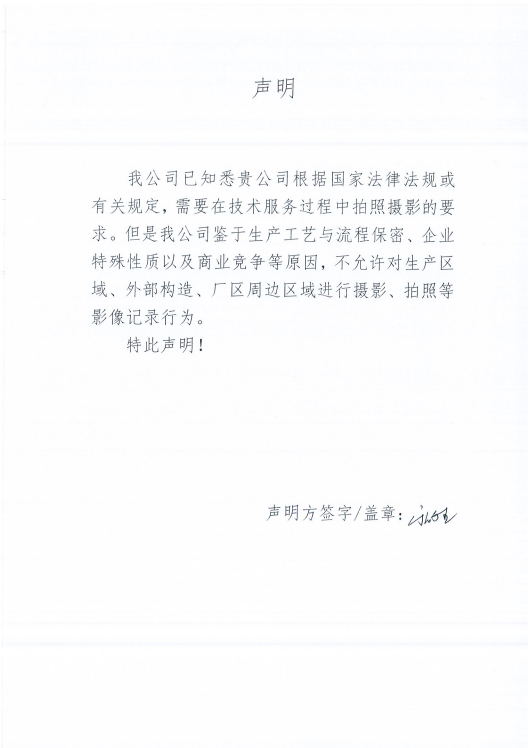 声明
我公司已知悉贵公司根据国家法律法规或
有关规定，需要在技术服务过程中拍照摄影的要
求。但是我公司鉴于生产工艺与流程保密、企业
特殊性质以及商业竞争等原因，不允许对生产区
域、外部构造、厂区周边区域进行摄影、拍照等
影像记录行为。
特此声明！
声明方签字/盖章：